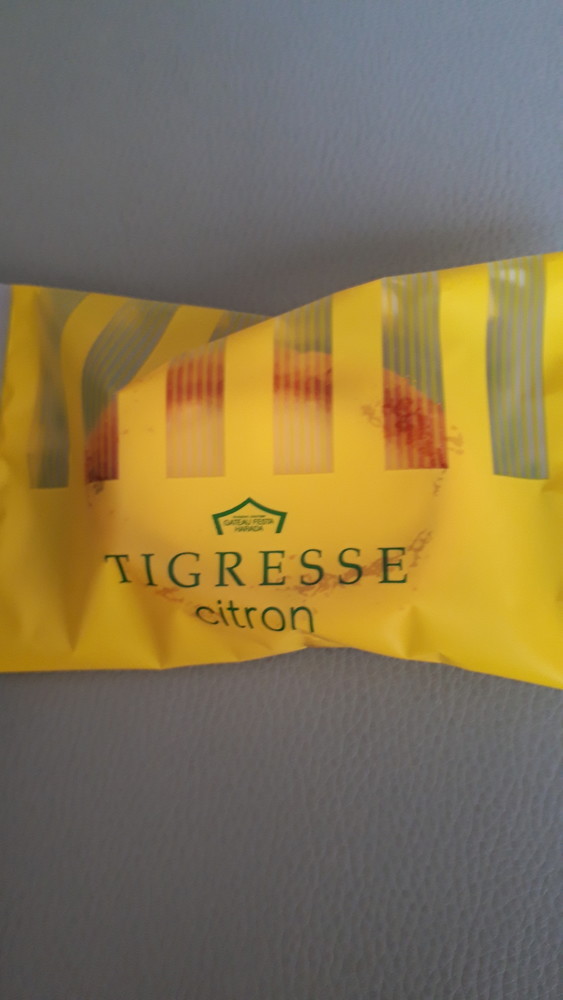 GATEAU FESTA
HARADA
TIGRESSE
citron